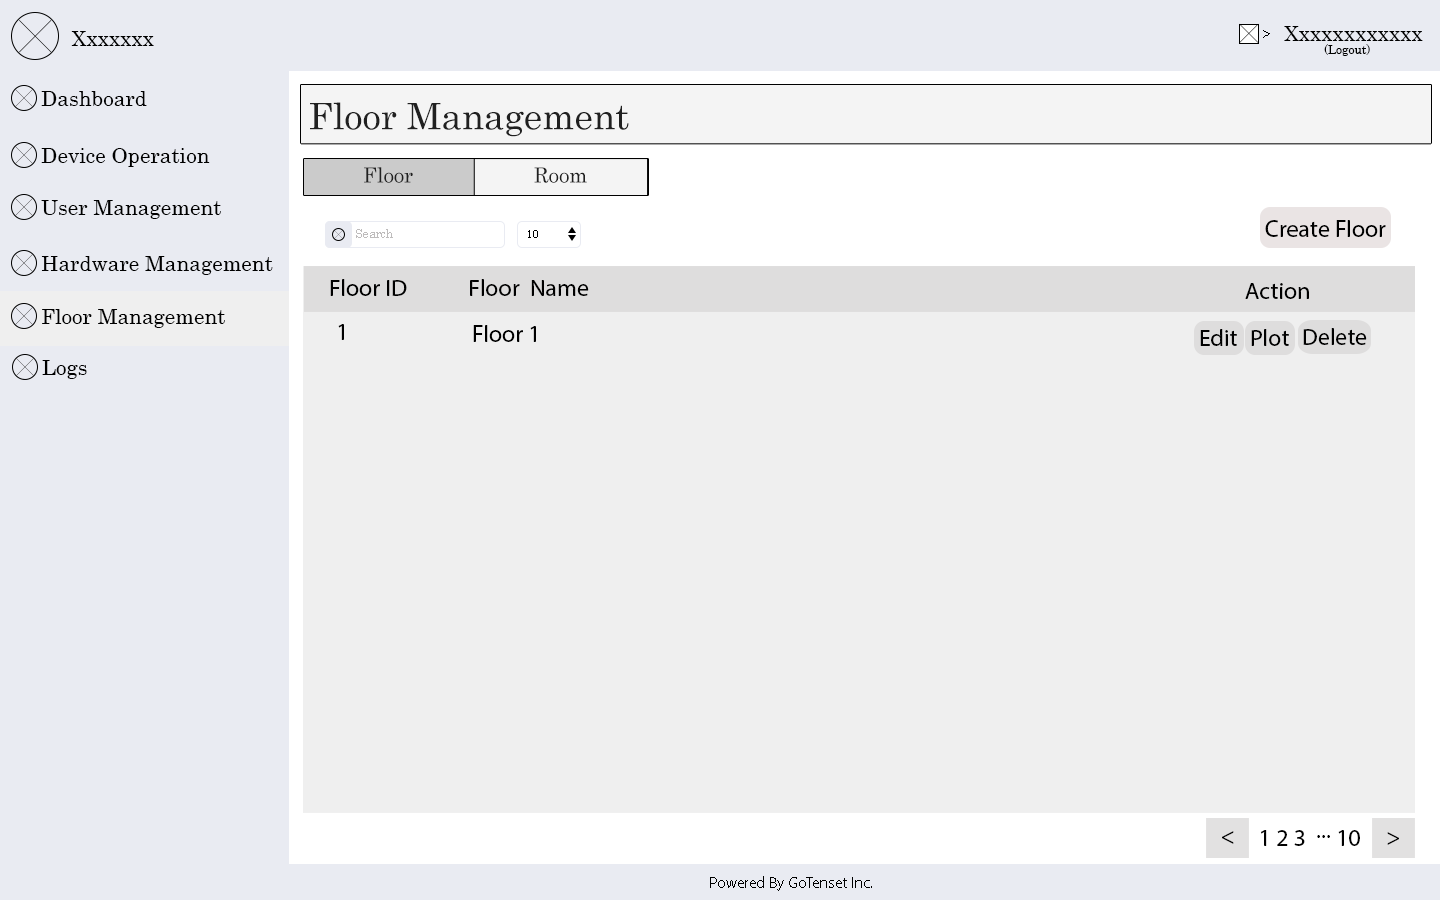 Xxxxxxx
> Xxxxxxxxxxxx
(Logout)
Dashboard
Device Operation
User Management
Hardware Management
Floor Management
Logs
Floor Management
Floor Room
Search 10
Create Floor
Floor ID Floor Name Action
1 Floor 1 Edit Plot Delete
< 1 2 3 ... 10 >
Powered By GoTenset Inc.